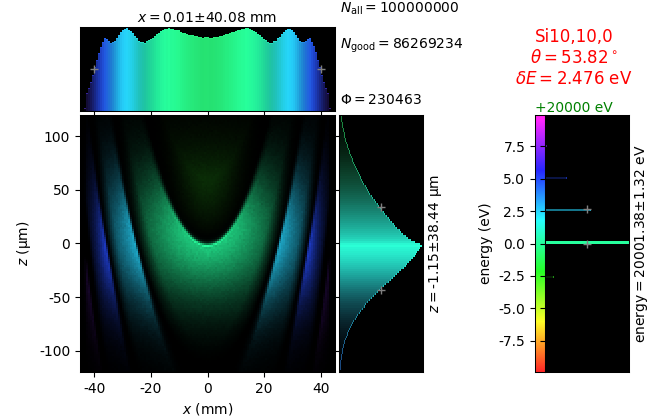 x = 0.01±40.08 mm
N_all = 100000000
N_good = 86269234
Φ = 230463
Si10,10,0
θ = 53.82°
δE = 2.476 eV
+20000 eV
100
50
0
-50
-100
z (μm)
-40
-20
0
20
40
x (mm)
z = -1.15±38.44 μm
7.5
5.0
2.5
0.0
-2.5
-5.0
-7.5
energy (eV)
energy = 20001.38±1.32 eV